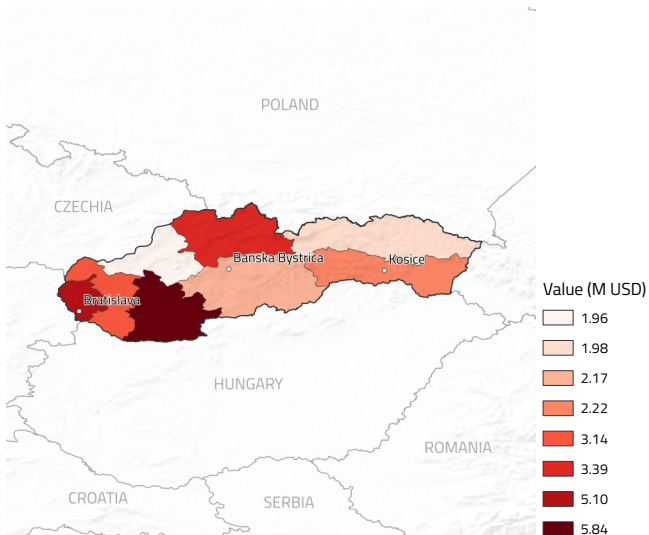 POLAND
CZECHIA
Banska Bystrica
Kosice
Bratislava
HUNGARY
ROMANIA
CROATIA
SERBIA
Value (M USD)
1.96
1.98
2.17
2.22
3.14
3.39
5.10
5.84